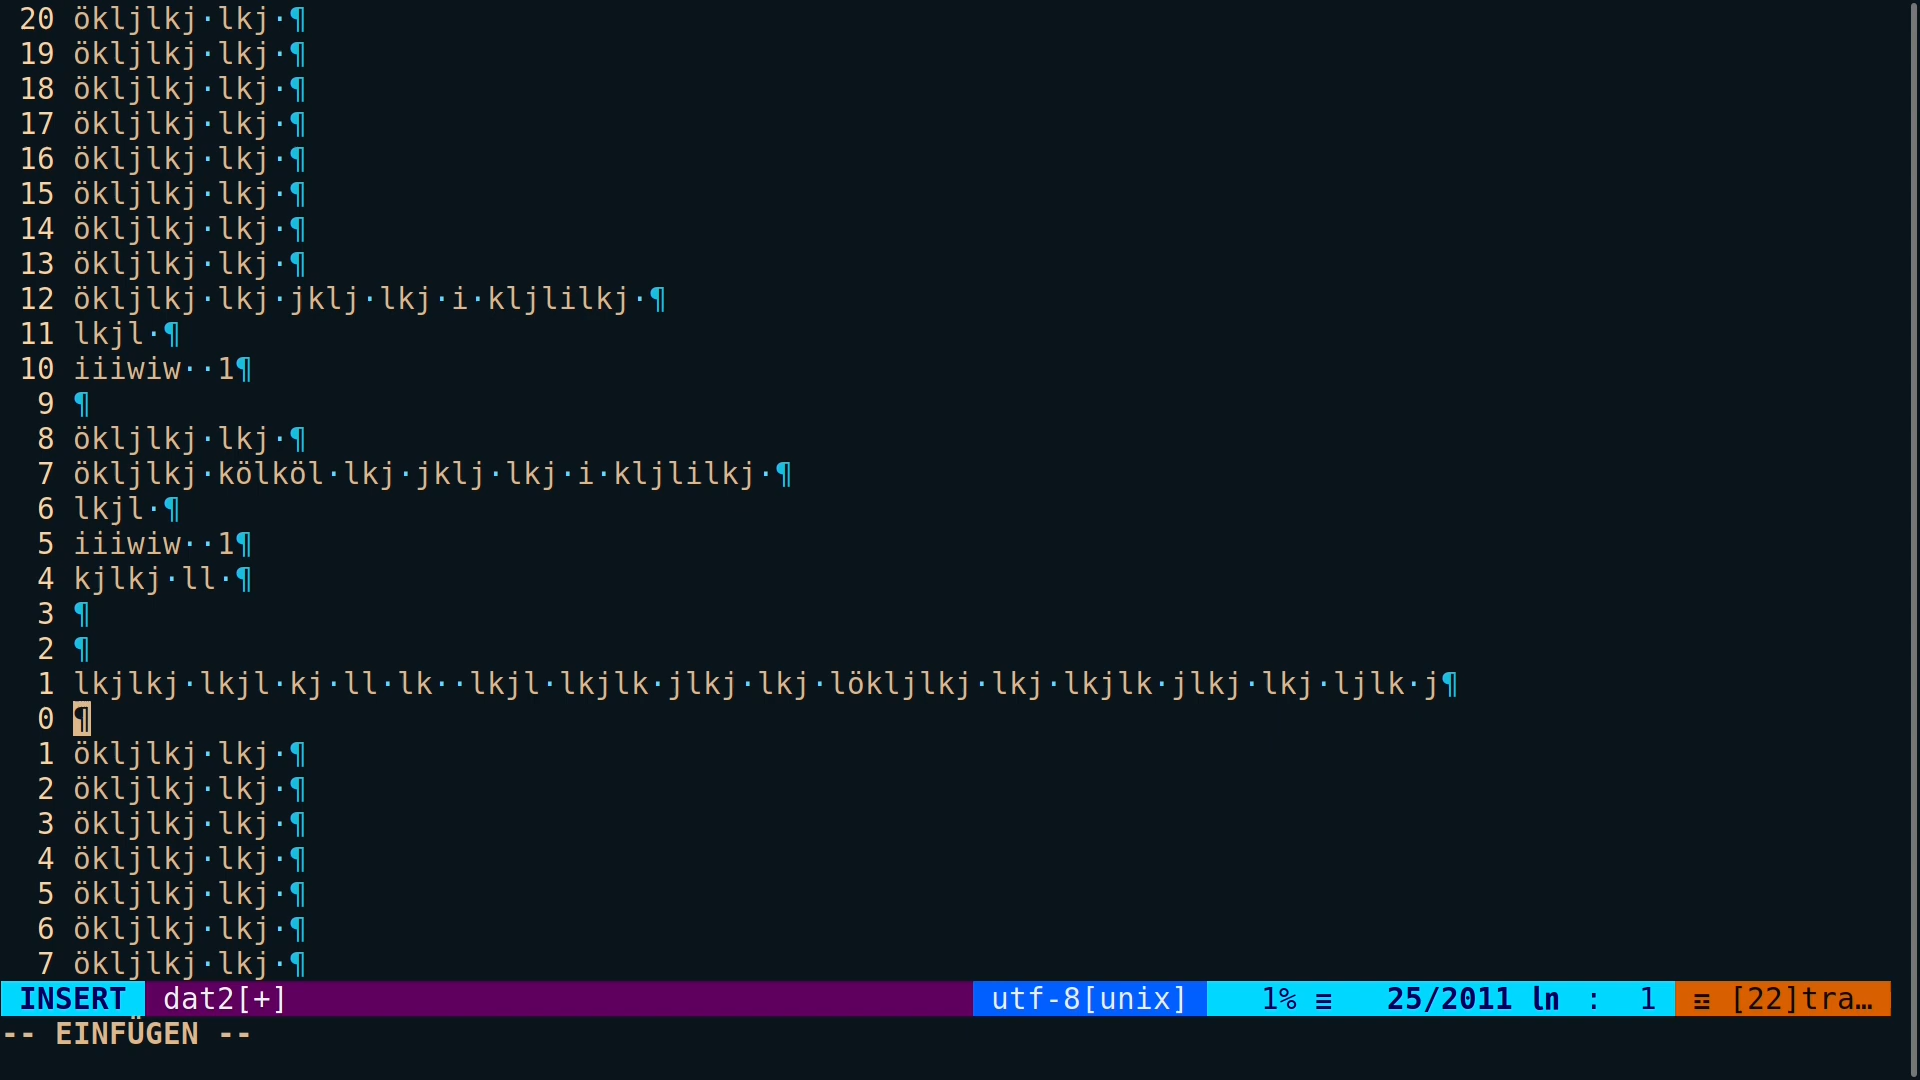 20 ökljlkj·lkj·¶
19 ökljlkj·lkj·¶
18 ökljlkj·lkj·¶
17 ökljlkj·lkj·¶
16 ökljlkj·lkj·¶
15 ökljlkj·lkj·¶
14 ökljlkj·lkj·¶
13 ökljlkj·lkj·¶
12 ökljlkj·lkj·jklj·lkj·i·kljlilkj·¶
11 lkjl·¶
10 iiiwiw··1¶
9 ¶
8 ökljlkj·lkj·¶
7 ökljlkj·kölköl·lkj·jklj·lkj·i·kljlilkj·¶
6 lkjl·¶
5 iiiwiw··1¶
4 kjlkj·ll·¶
3 ¶
2 ¶
1 lkjlkj·lkjl·kj·ll·lk··lkjl·lkjlk·jlkj·lkj·lökljlkj·lkj·lkjlk·jlkj·lkj·ljlk·j¶
0 ¶
1 ökljlkj·lkj·¶
2 ökljlkj·lkj·¶
3 ökljlkj·lkj·¶
4 ökljlkj·lkj·¶
5 ökljlkj·lkj·¶
6 ökljlkj·lkj·¶
7 ökljlkj·lkj·¶
INSERT dat2[+] utf-8[unix] 1% ≡ 25/2011 ln : 1 ≡ [22]tra…
-- EINFÜGEN --